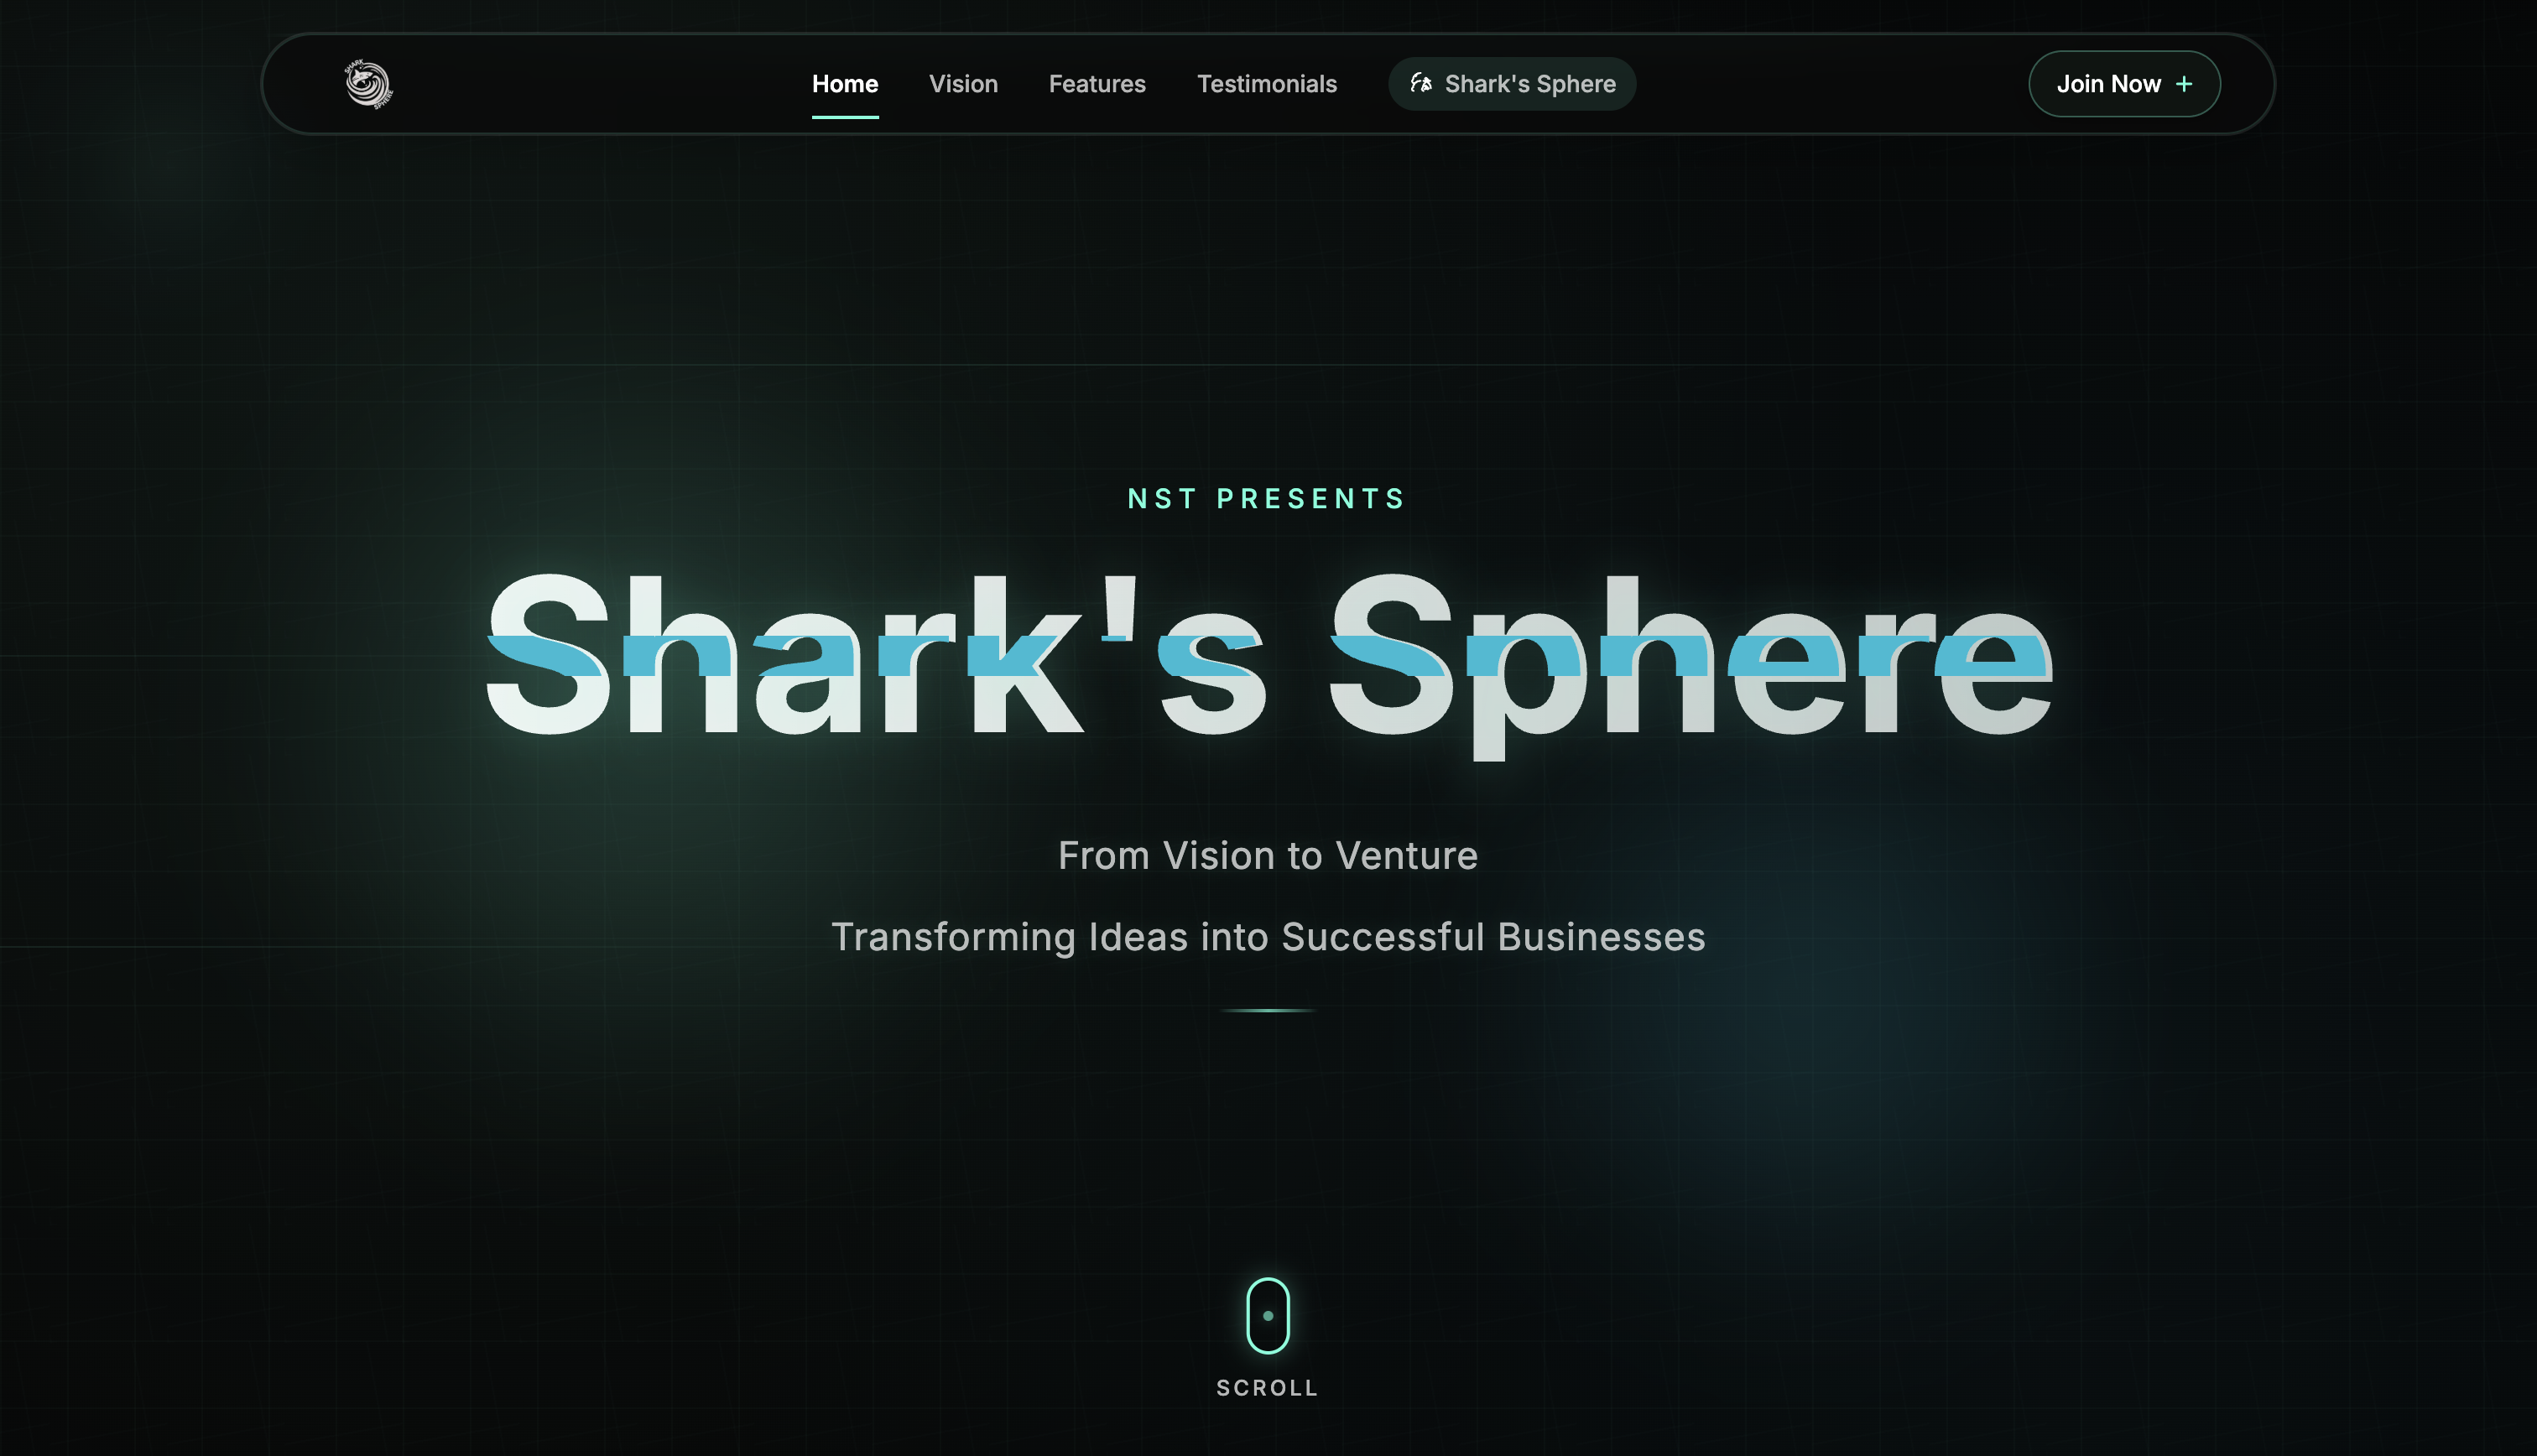 SHARK
SPHERE
Home
Vision
Features
Testimonials
Shark's Sphere
Join Now +
NST PRESENTS
Shark's Sphere
From Vision to Venture
Transforming Ideas into Successful Businesses
SCROLL